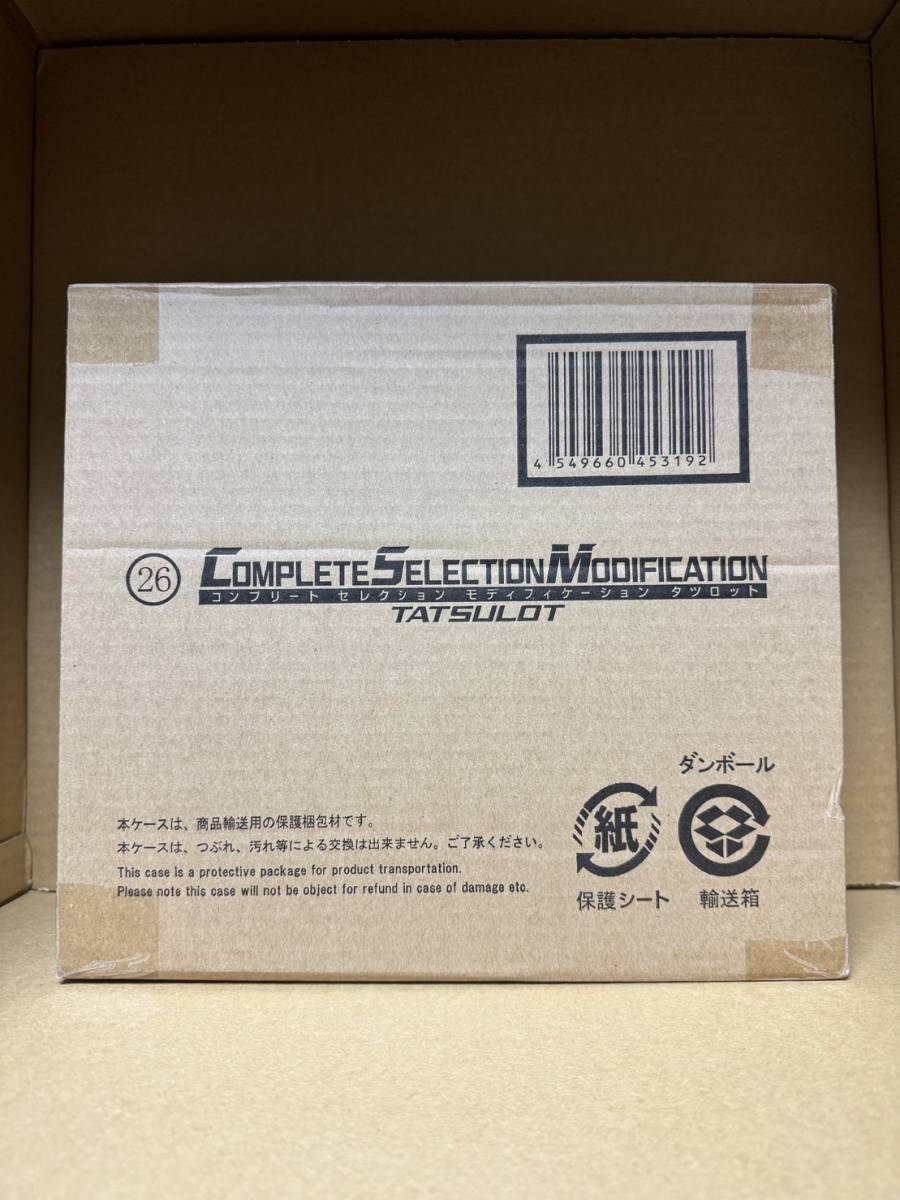 4 549660 453192
26 COMPLETE SELECTION MODIFICATION
コンプリート セレクション モディフィケーション タツロット
TATSULOT
ダンボール
紙
保護シート 輸送箱
本ケースは、商品輸送用の保護梱包材です。
本ケースは、つぶれ、汚れ等による交換は出来ません。ご了承ください。
This case is a protective package for product transportation.
Please note this case will not be object for refund in case of damage etc.